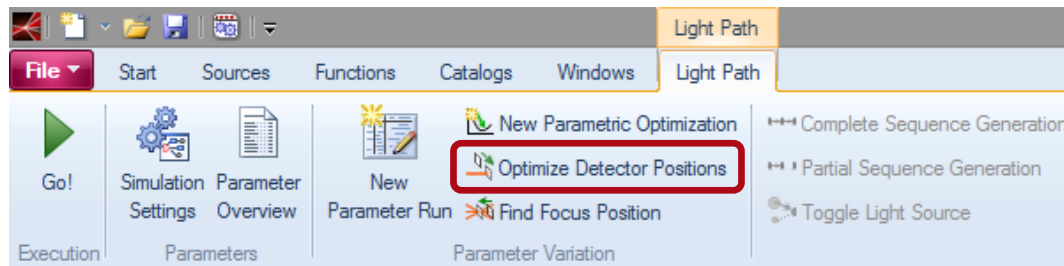 Light Path
File Start Sources Functions Catalogs Windows Light Path
Go!
Simulation
Settings
Parameter
Overview
New
Parameter Run
New Parametric Optimization
Optimize Detector Positions
Find Focus Position
Complete Sequence Generation
Partial Sequence Generation
Toggle Light Source
Execution Parameters Parameter Variation